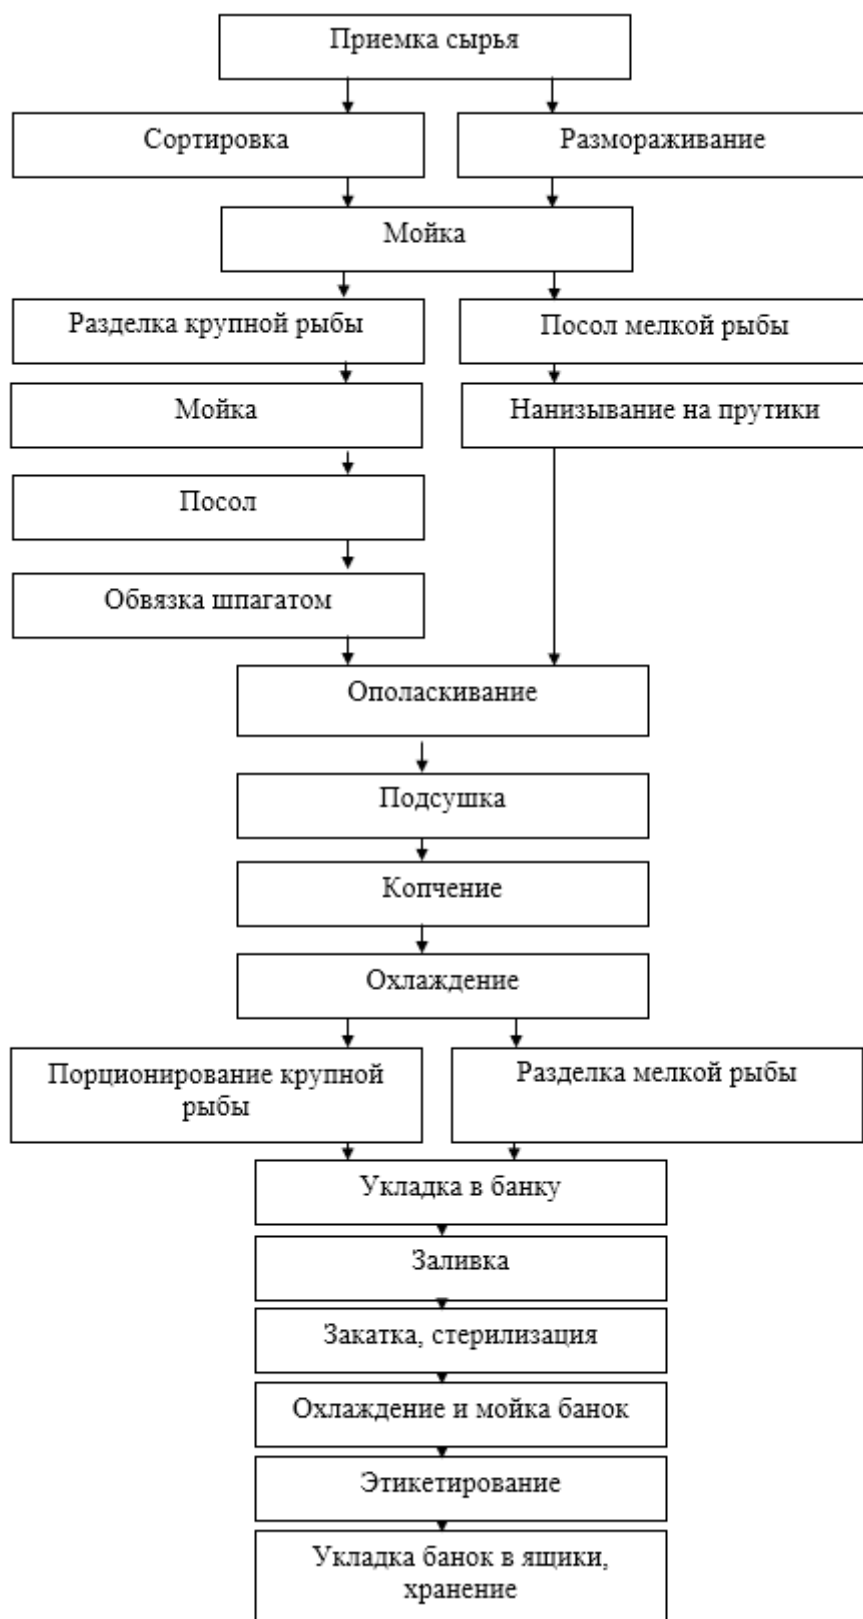 Приемка сырья
Сортировка
Размораживание
Мойка
Разделка крупной рыбы
Посол мелкой рыбы
Мойка
Нанизывание на прутики
Посол
Обвязка шпагатом
Ополаскивание
Подсушка
Копчение
Охлаждение
Порционирование крупной
рыбы
Разделка мелкой рыбы
Укладка в банку
Заливка
Закатка, стерилизация
Охлаждение и мойка банок
Этикетирование
Укладка банок в ящики,
хранение